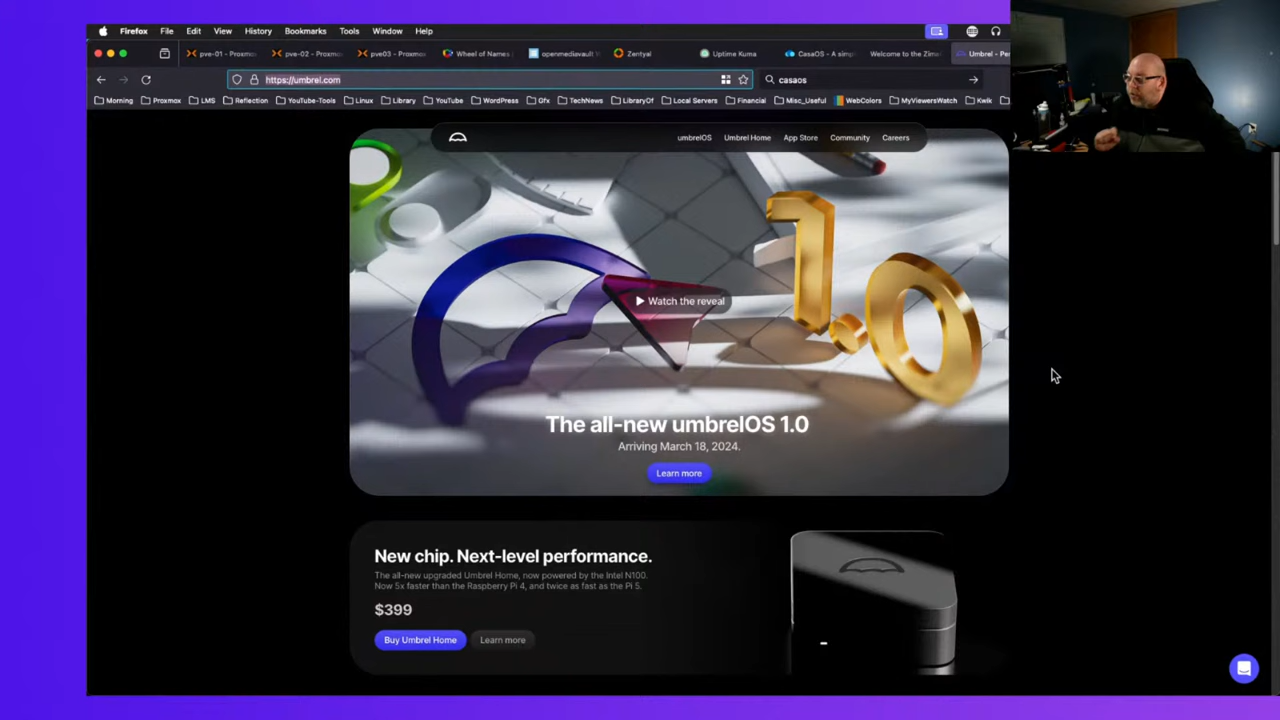 Firefox File Edit View History Bookmarks Tools Window Help
pve-01 - Proxmo pve-02 - Proxmo pve03 - Proxmox Wheel of Names openmediavault Zentyal Uptime Kuma CasaOS - A simp Welcome to the Zima Umbrel - Pe
https://umbrel.com casaos
Morning Proxmox LMS Reflection YouTube-Tools Linux Library YouTube WordPress Gfx TechNews LibraryOf Local Servers Financial Misc_Useful WebColors MyViewersWatch Kwik
umbrelOS Umbrel Home App Store Community Careers
1.0
Watch the reveal
The all-new umbrelOS 1.0
Arriving March 18, 2024.
Learn more
New chip. Next-level performance.
The all-new upgraded Umbrel Home, now powered by the Intel N100.
Now 5x faster than the Raspberry Pi 4, and twice as fast as the Pi 5.
$399
Buy Umbrel Home Learn more